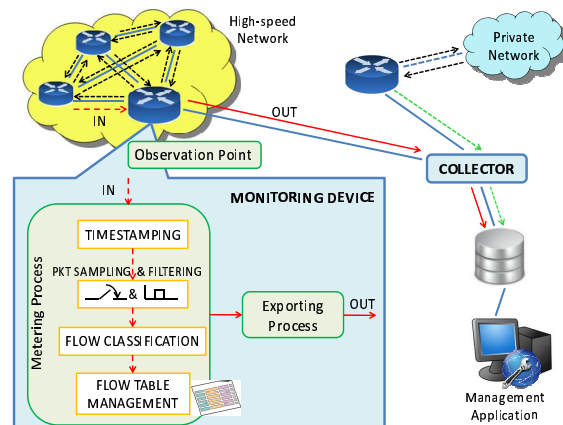 High-speed
Network
Private
Network
IN
OUT
Observation Point
COLLECTOR
IN
MONITORING DEVICE
Metering Process
TIMESTAMPING
PKT SAMPLING & FILTERING
&
FLOW CLASSIFICATION
FLOW TABLE
MANAGEMENT
Exporting
Process
OUT
Management
Application